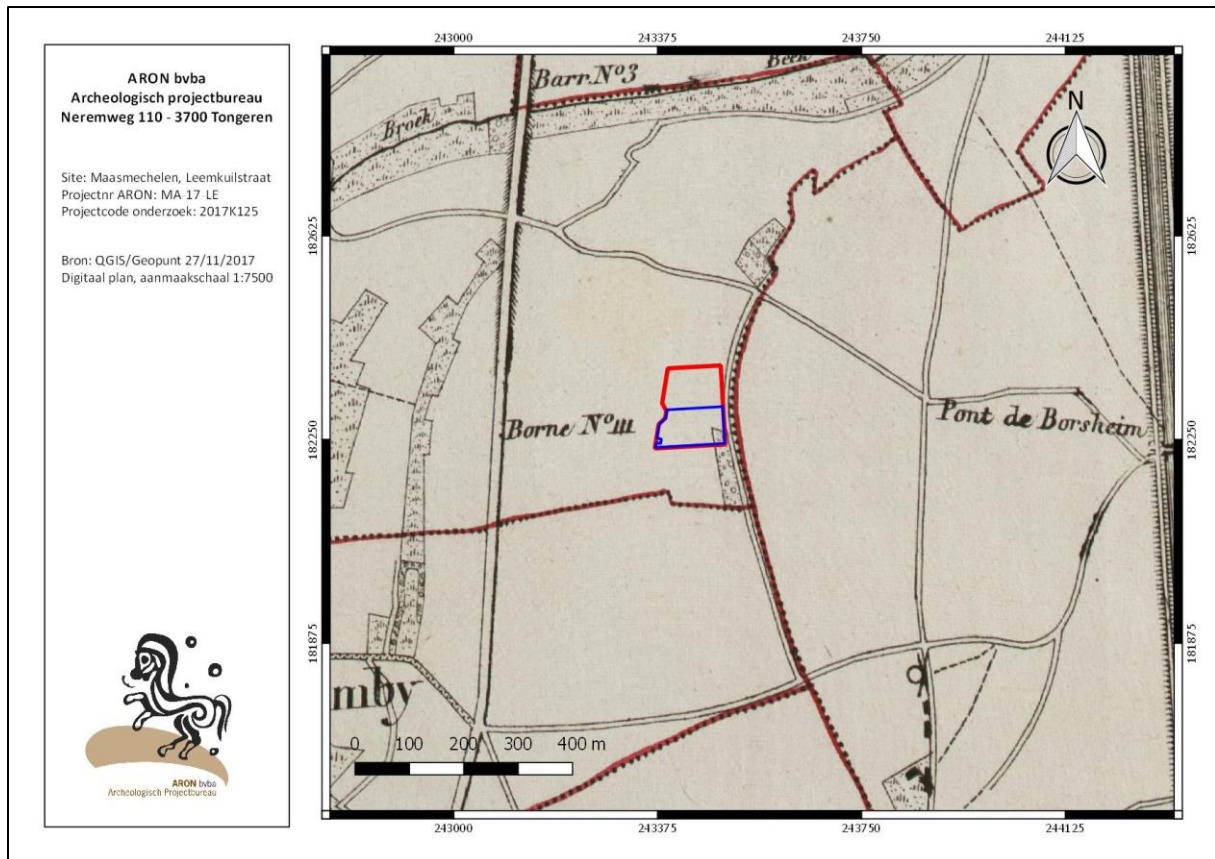 ARON bvba
Archeologisch projectbureau
Neremweg 110 - 3700 Tongeren
Site: Maasmechelen, Leemkuilstraat
Projectnr ARON: MA-17-LE
Projectcode onderzoek: 2017K125
Bron: QGIS/Geopunt 27/11/2017
Digitaal plan, aanmaakschaal 1:7500
ARON bvba
Archeologisch Projectbureau
243000 243375 243750 244125
Barr. Nº 3
Beek
Broek
N
182625
182625
Borne Nº III
Pont de Borsheim
182250
182250
181875
181875
mby
0 100 200 300 400 m
243000 243375 243750 244125